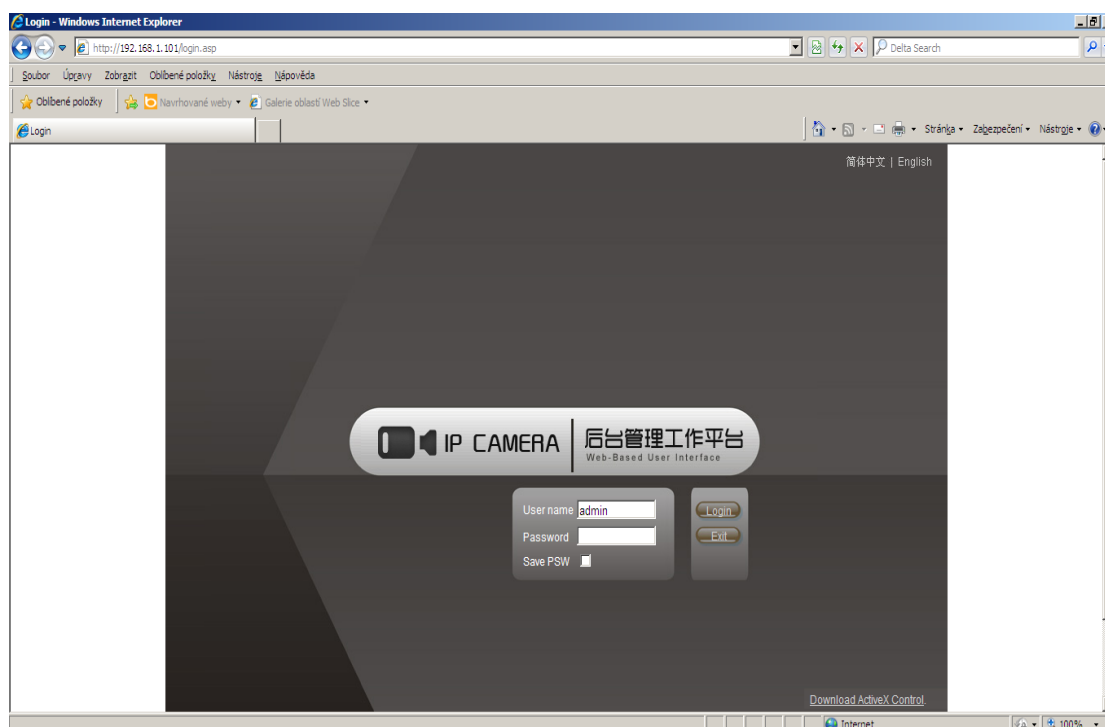 Login - Windows Internet Explorer
http://192.168.1.101/login.asp
Delta Search
Soubor Úpravy Zobrazit Oblíbené položky Nástroje Nápověda
Oblíbené položky Navrhované weby Galerie oblastí Web Slice
Login Stránka Zabezpečení Nástroje
简体中文 | English
IP CAMERA 后台管理工作平台
Web-Based User Interface
User name admin Login
Password Exit
Save PSW
Download ActiveX Control.
Internet 100%